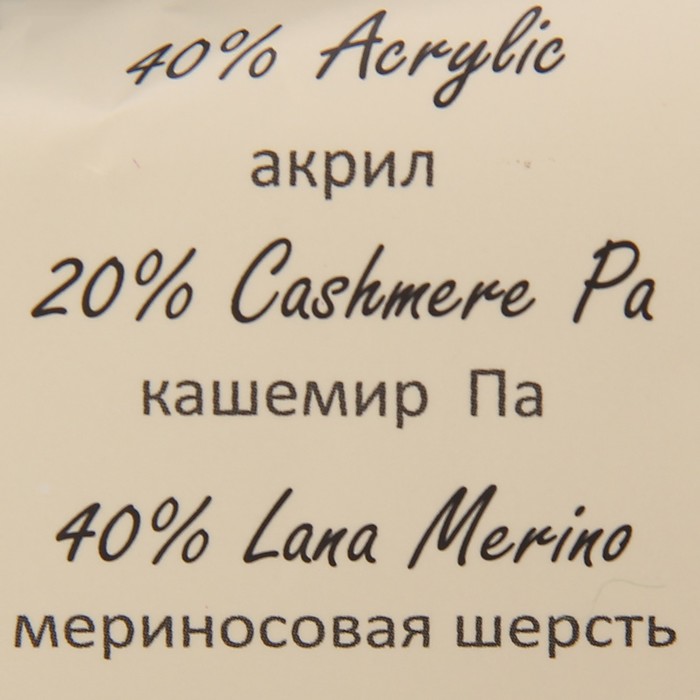 40% Acrylic
акрил
20% Cashmere Pa
кашемир Па
40% Lana Merino
мериносовая шерсть